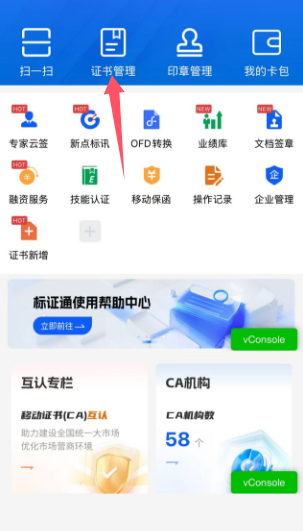 扫一扫
证书管理
印章管理
我的卡包
HOT
HOT
NEW
NEW
专家云签
新点标讯
OFD转换
业绩库
文档签章
HOT
融资服务
技能认证
移动保函
操作记录
企业管理
HOT
证书新增
标证通使用帮助中心
立即前往
vConsole
互认专栏
移动证书(CA)互认
助力建设全国统一大市场
优化市场营商环境
CA机构
CA机构数
58 个
vConsole